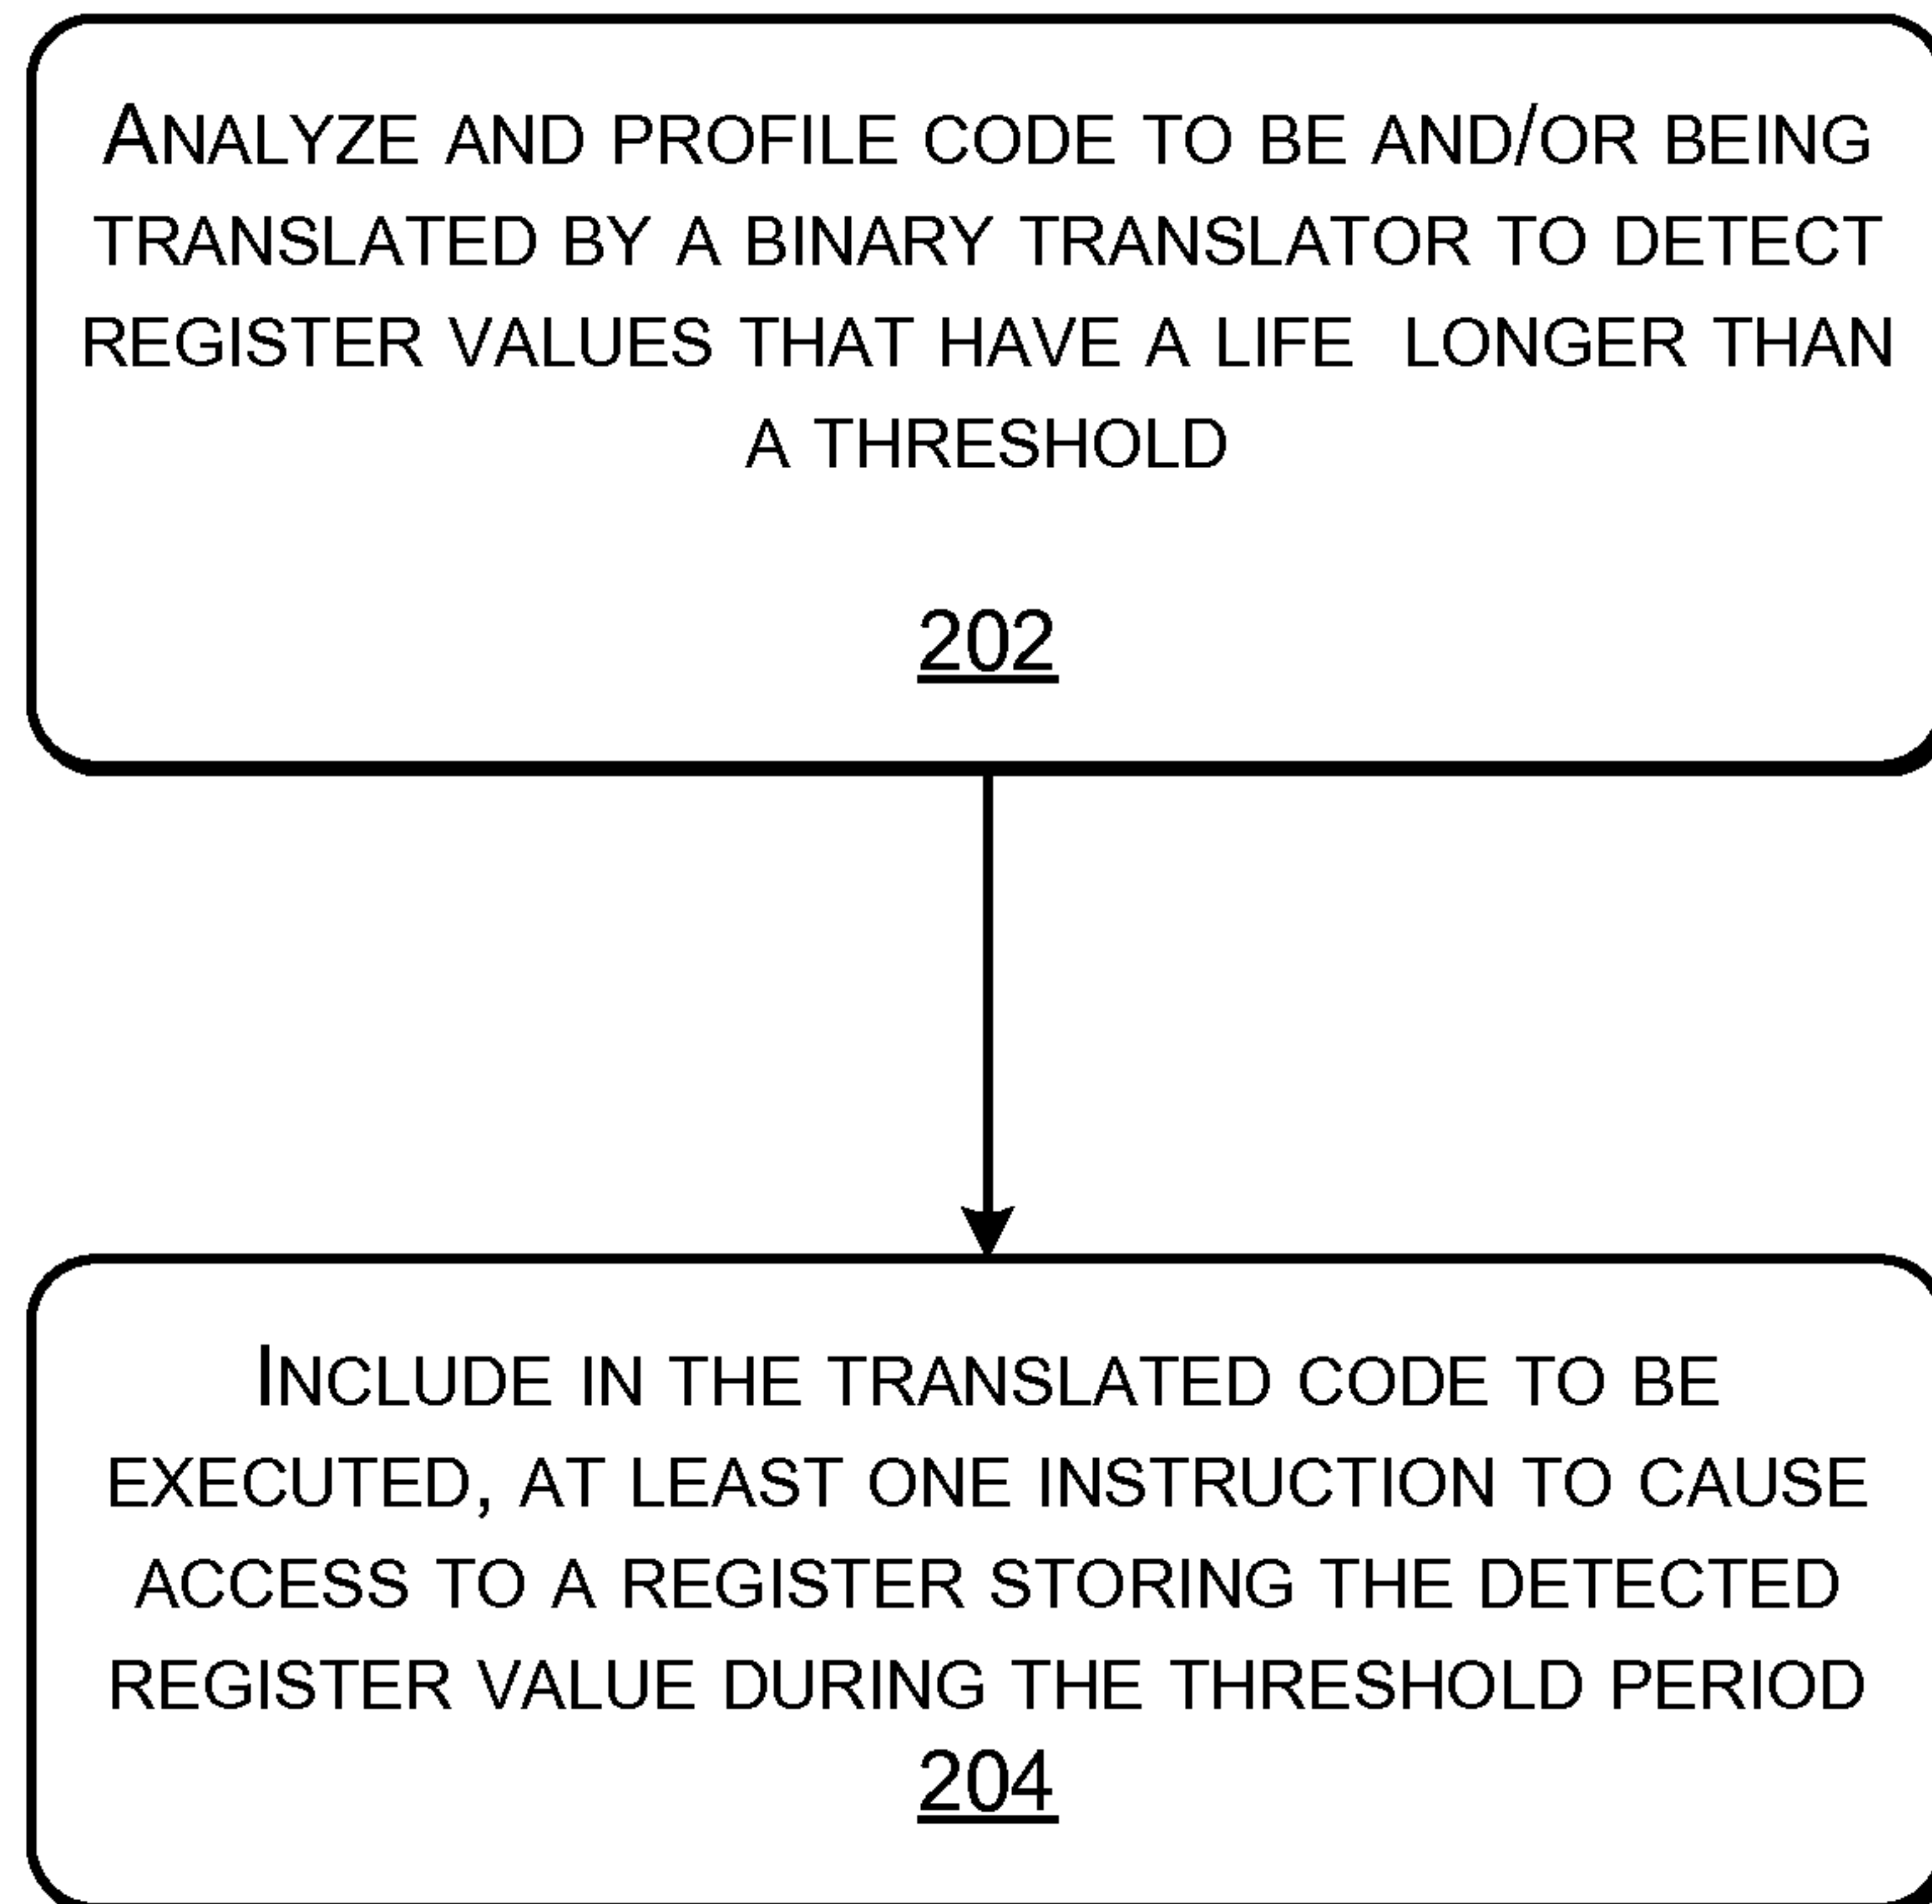 ANALYZE AND PROFILE CODE TO BE AND/OR BEING
TRANSLATED BY A BINARY TRANSLATOR TO DETECT
REGISTER VALUES THAT HAVE A LIFE LONGER THAN
A THRESHOLD
202
INCLUDE IN THE TRANSLATED CODE TO BE
EXECUTED, AT LEAST ONE INSTRUCTION TO CAUSE
ACCESS TO A REGISTER STORING THE DETECTED
REGISTER VALUE DURING THE THRESHOLD PERIOD
204